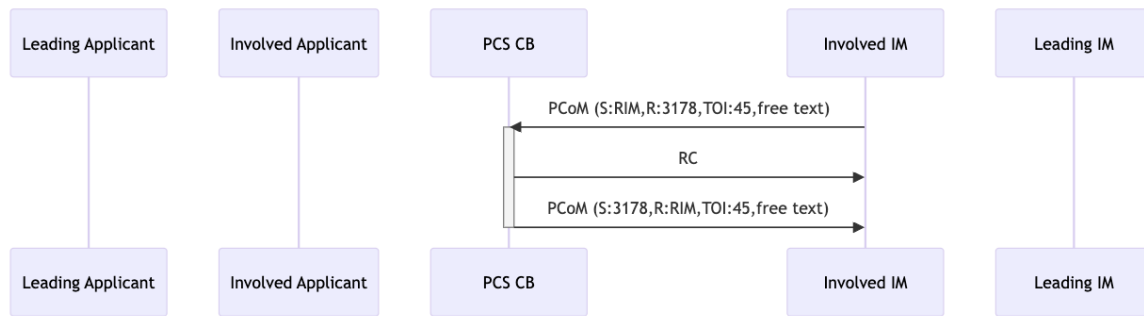 Leading Applicant
Involved Applicant
PCS CB
Involved IM
Leading IM
PCoM (S:RIM,R:3178,TOI:45,free text)
RC
PCoM (S:3178,R:RIM,TOI:45,free text)
Leading Applicant
Involved Applicant
PCS CB
Involved IM
Leading IM